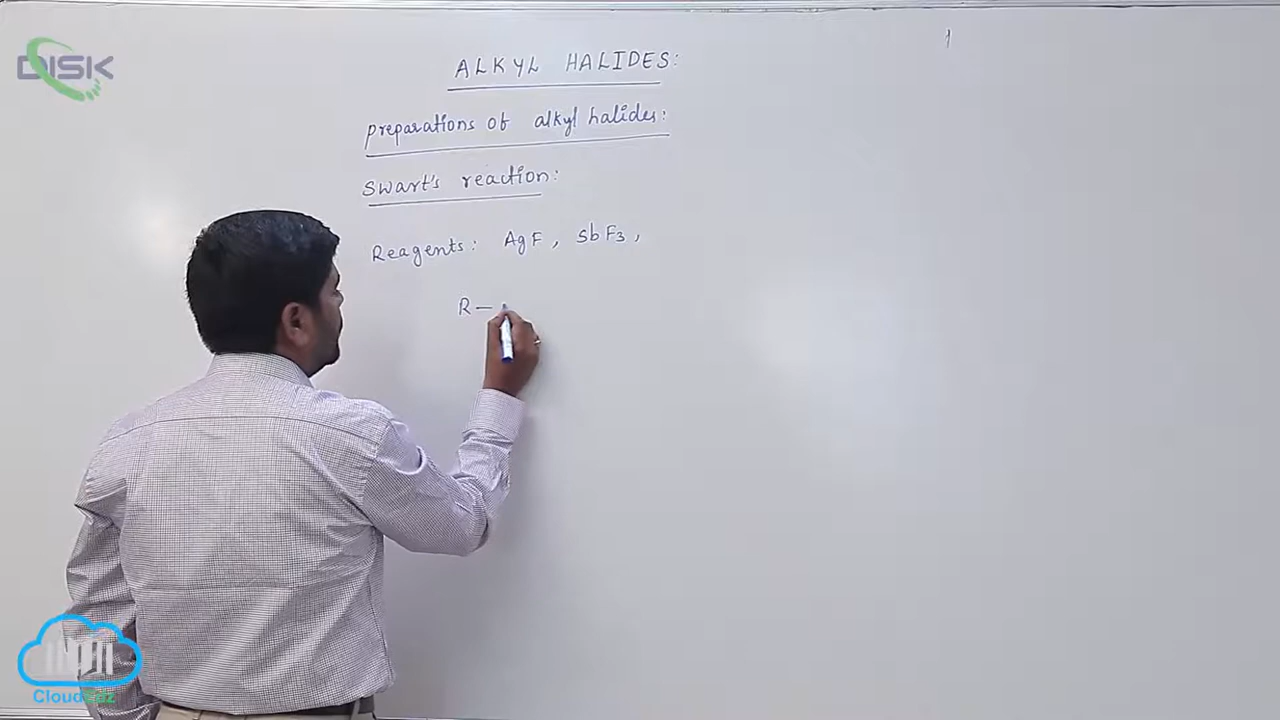 DISK
ALKYL HALIDES:
preparations of alkyl halides:
Swart's reaction:
Reagents: AgF, SbF3,
R—
CloudEdz